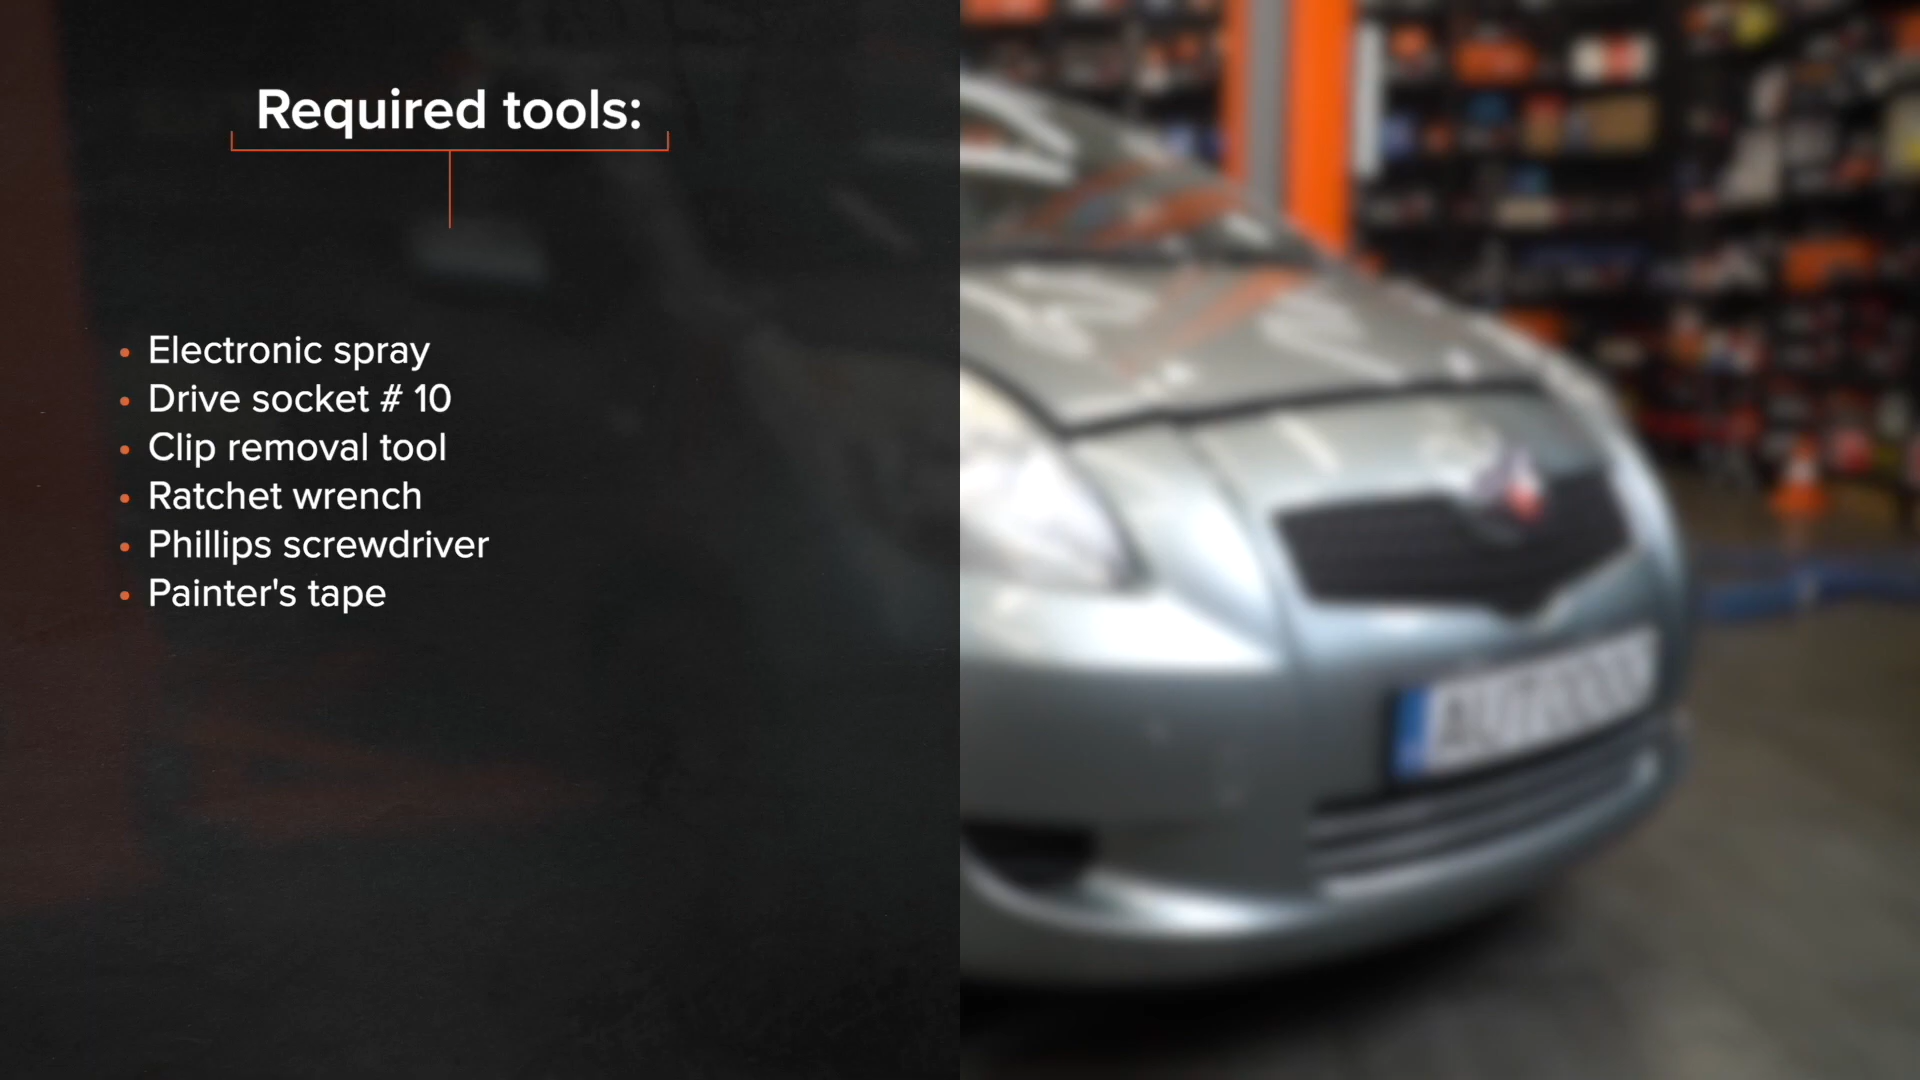 Required tools:
Electronic spray
Drive socket # 10
Clip removal tool
Ratchet wrench
Phillips screwdriver
Painter's tape